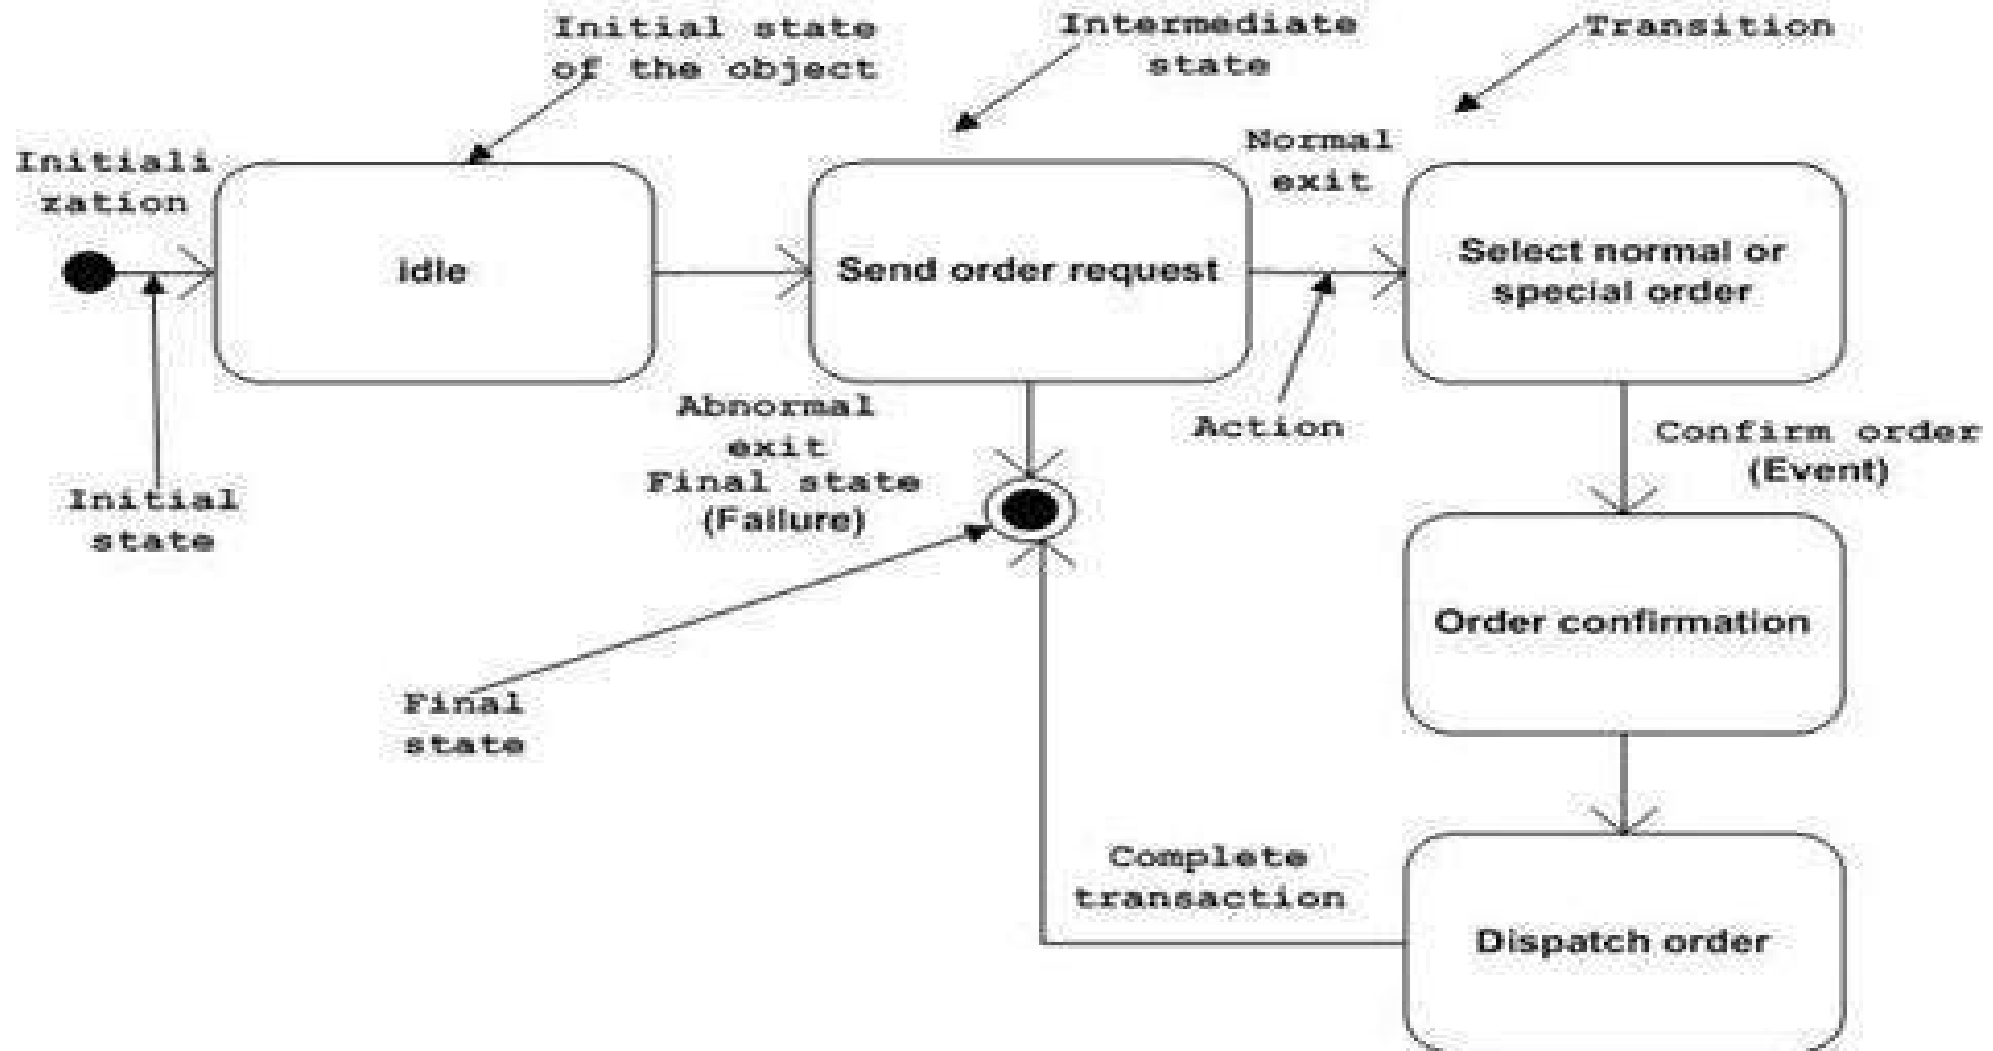 Initial state
of the object
Intermediate
state
Transition
Initiali
zation
Normal
exit
idle
Send order request
Select normal or
special order
Abnormal
exit
Final state
(Failure)
Action
Confirm order
(Event)
Initial
state
Order confirmation
Final
state
Complete
transaction
Dispatch order